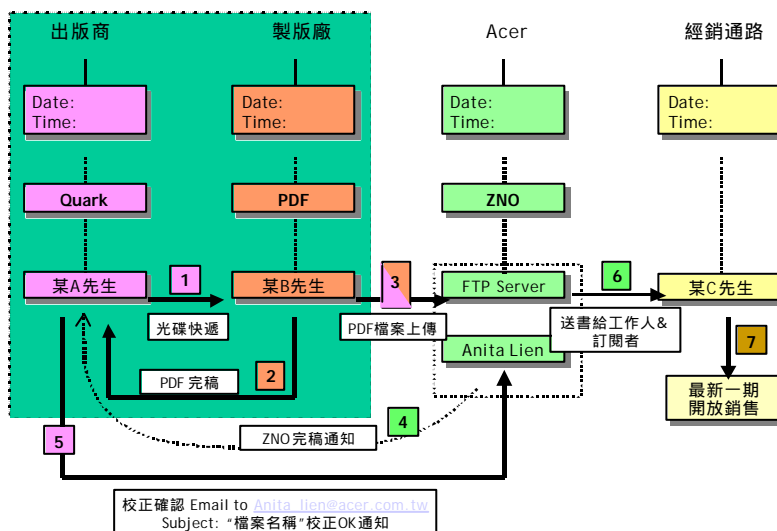 出版商
製版廠
Acer
經銷通路
Date:
Time:
Date:
Time:
Date:
Time:
Date:
Time:
Quark
PDF
ZNO
某A先生
1
某B先生
3
FTP Server
6
某C先生
光碟快遞
PDF檔案上傳
送書給工作人&
訂閱者
7
Anita Lien
PDF 完稿
2
最新一期
開放銷售
4
5
ZNO完稿通知
校正確認 Email to Anita_lien@acer.com.tw
Subject: “檔案名稱”校正OK通知